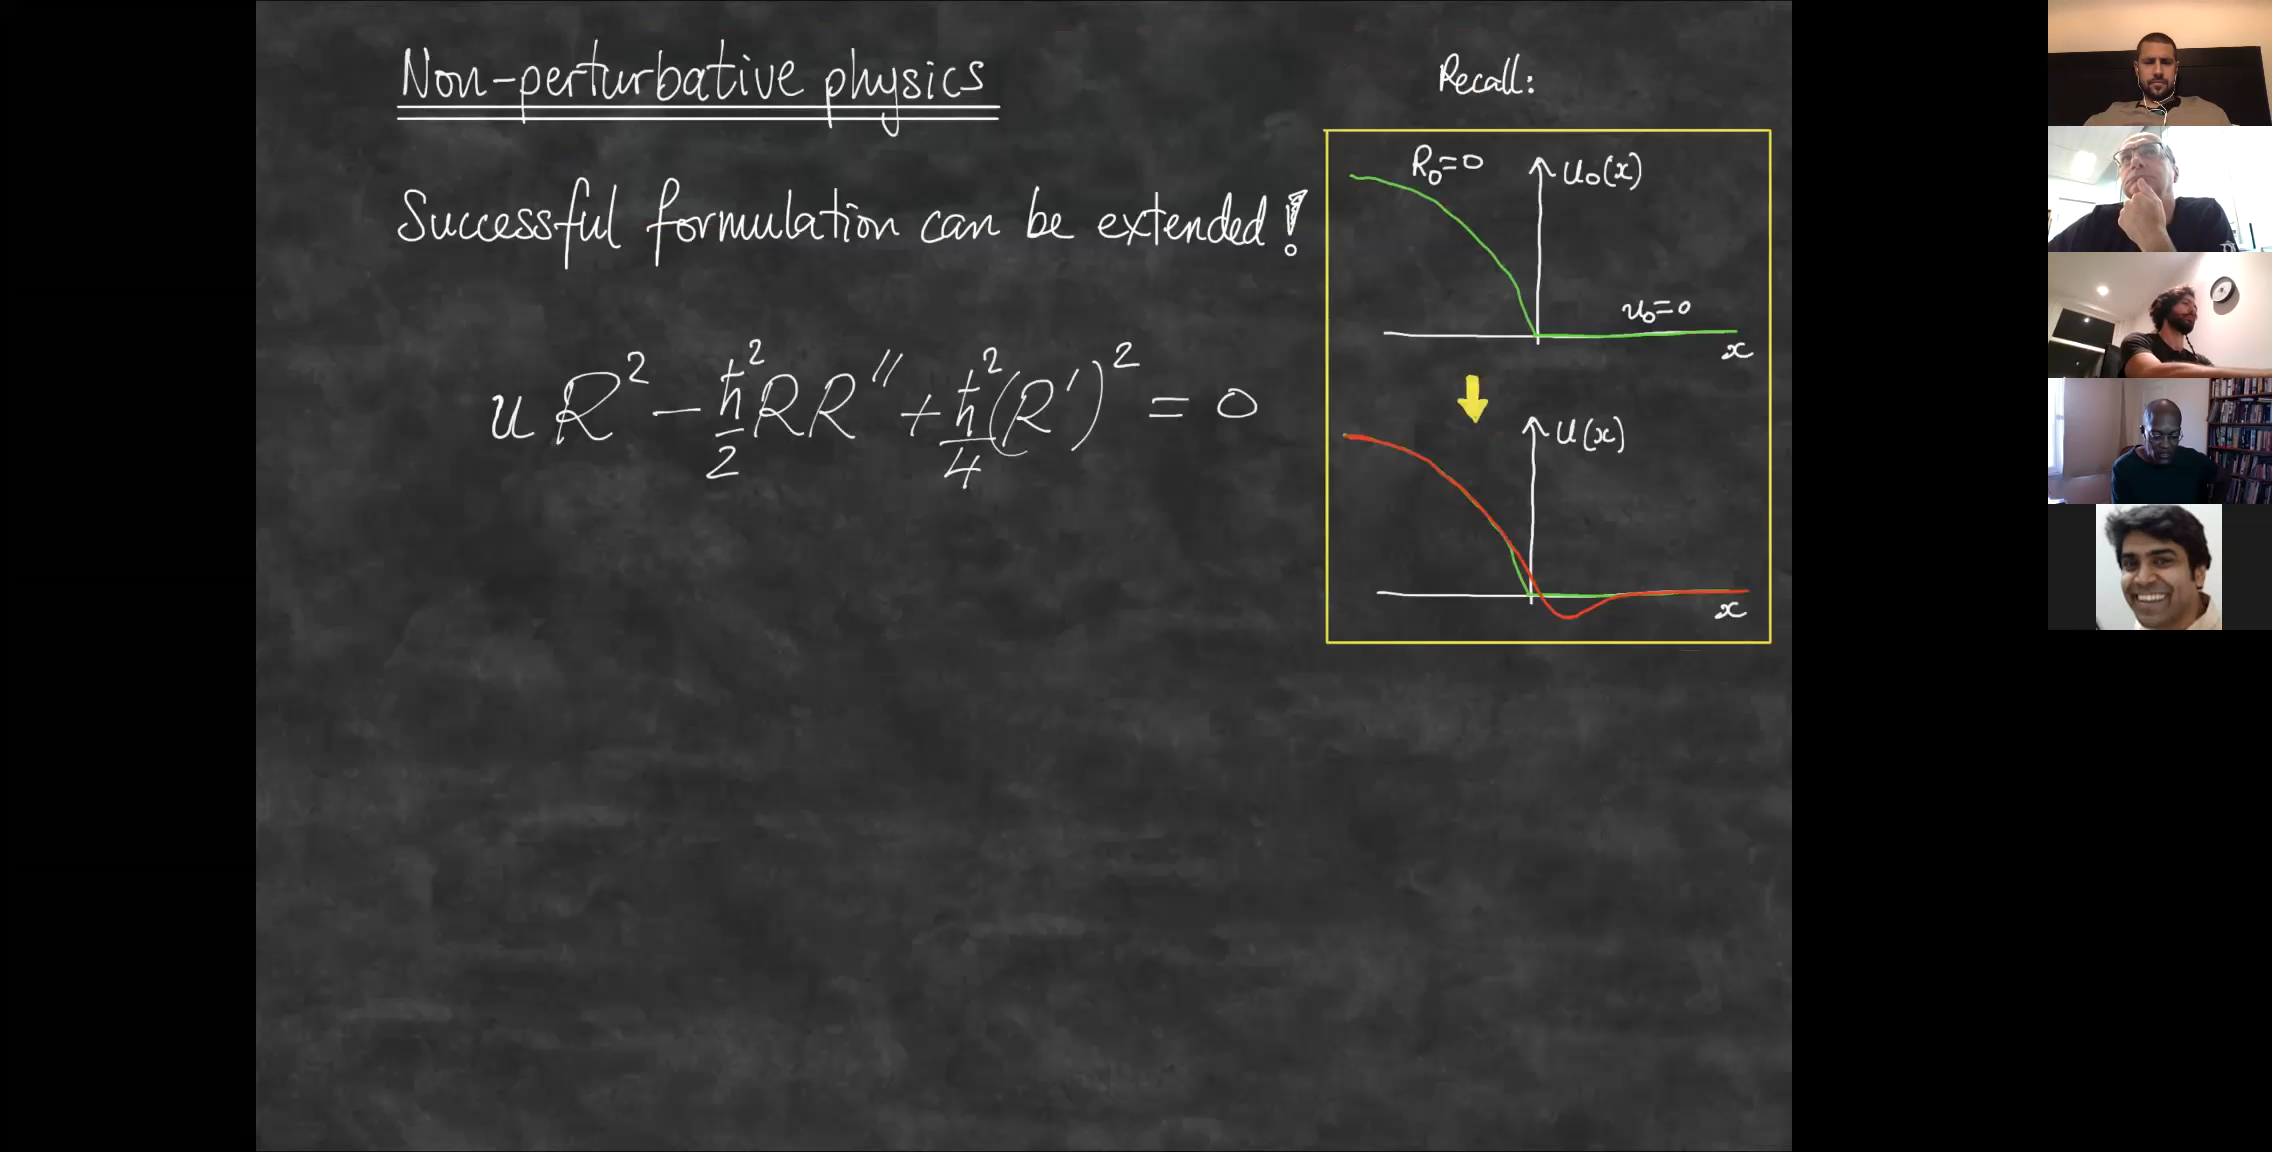 Non-perturbative physics
Successful formulation can be extended!
uR² − ħ²/2 RR″ + ħ²/4 (R′)² = 0
Recall:
R₀=0
u₀(x)
u₀=0
x
u(x)
x